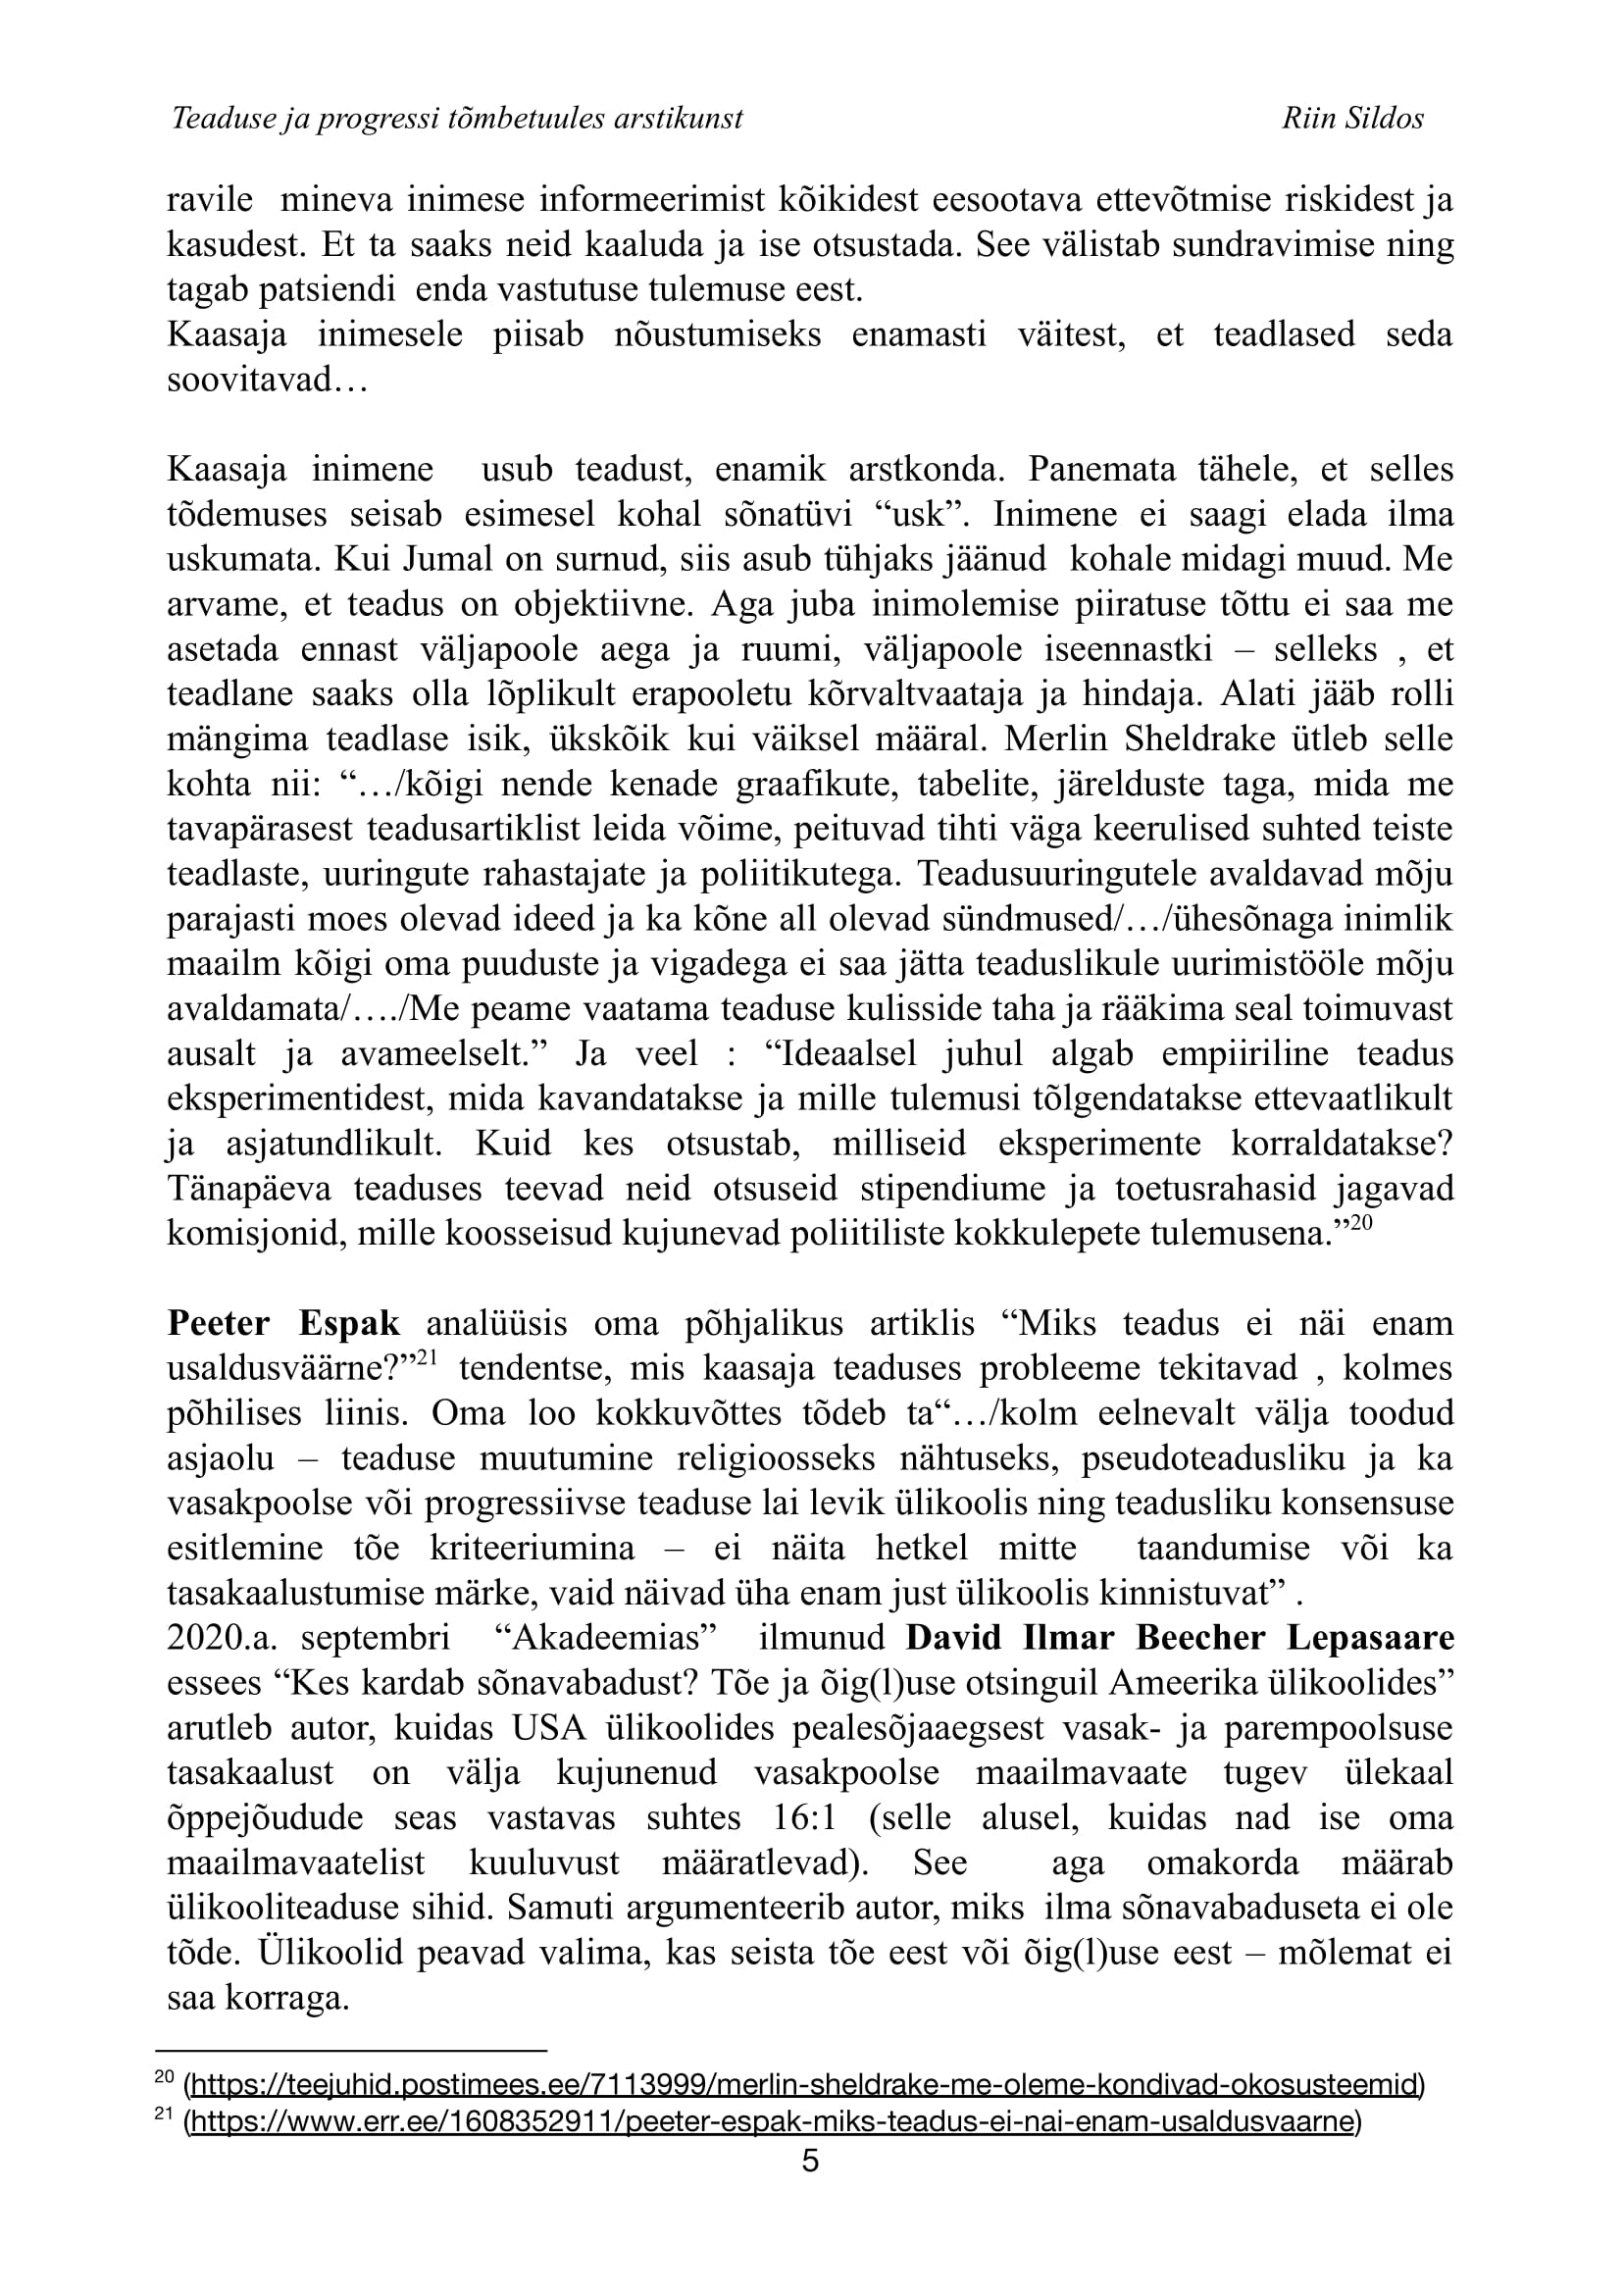 Teaduse ja progressi tõmbetuules arstikunst Riin Sildos
ravile mineva inimese informeerimist kõikidest eesootava ettevõtmise riskidest ja
kasudest. Et ta saaks neid kaaluda ja ise otsustada. See välistab sundravimise ning
tagab patsiendi enda vastutuse tulemuse eest.
Kaasaja inimesele piisab nõustumiseks enamasti väitest, et teadlased seda
soovitavad…
Kaasaja inimene usub teadust, enamik arstkonda. Panemata tähele, et selles
tõdemuses seisab esimesel kohal sõnatüvi “usk”. Inimene ei saagi elada ilma
uskumata. Kui Jumal on surnud, siis asub tühjaks jäänud kohale midagi muud. Me
arvame, et teadus on objektiivne. Aga juba inimolemise piiratuse tõttu ei saa me
asetada ennast väljapoole aega ja ruumi, väljapoole iseennastki – selleks , et
teadlane saaks olla lõplikult erapooletu kõrvaltvaataja ja hindaja. Alati jääb rolli
mängima teadlase isik, ükskõik kui väiksel määral. Merlin Sheldrake ütleb selle
kohta nii: “…/kõigi nende kenade graafikute, tabelite, järelduste taga, mida me
tavapärasest teadusartiklist leida võime, peituvad tihti väga keerulised suhted teiste
teadlaste, uuringute rahastajate ja poliitikutega. Teadusuuringutele avaldavad mõju
parajasti moes olevad ideed ja ka kõne all olevad sündmused/…/ühesõnaga inimlik
maailm kõigi oma puuduste ja vigadega ei saa jätta teaduslikule uurimistööle mõju
avaldamata/…./Me peame vaatama teaduse kulisside taha ja rääkima seal toimuvast
ausalt ja avameelselt.” Ja veel : “Ideaalsel juhul algab empiiriline teadus
eksperimentidest, mida kavandatakse ja mille tulemusi tõlgendatakse ettevaatlikult
ja asjatundlikult. Kuid kes otsustab, milliseid eksperimente korraldatakse?
Tänapäeva teaduses teevad neid otsuseid stipendiume ja toetusrahasid jagavad
komisjonid, mille koosseisud kujunevad poliitiliste kokkulepete tulemusena.”20
Peeter Espak analüüsis oma põhjalikus artiklis “Miks teadus ei näi enam
usaldusväärne?”21 tendentse, mis kaasaja teaduses probleeme tekitavad , kolmes
põhilises liinis. Oma loo kokkuvõttes tõdeb ta“…/kolm eelnevalt välja toodud
asjaolu – teaduse muutumine religioosseks nähtuseks, pseudoteadusliku ja ka
vasakpoolse või progressiivse teaduse lai levik ülikoolis ning teadusliku konsensuse
esitlemine tõe kriteeriumina – ei näita hetkel mitte taandumise või ka
tasakaalustumise märke, vaid näivad üha enam just ülikoolis kinnistuvat” .
2020.a. septembri “Akadeemias” ilmunud David Ilmar Beecher Lepasaare
essees “Kes kardab sõnavabadust? Tõe ja õig(l)use otsinguil Ameerika ülikoolides”
arutleb autor, kuidas USA ülikoolides pealesõjaaegsest vasak- ja parempoolsuse
tasakaalust on välja kujunenud vasakpoolse maailmavaate tugev ülekaal
õppejõudude seas vastavas suhtes 16:1 (selle alusel, kuidas nad ise oma
maailmavaatelist kuuluvust määratlevad). See aga omakorda määrab
ülikooliteaduse sihid. Samuti argumenteerib autor, miks ilma sõnavabaduseta ei ole
tõde. Ülikoolid peavad valima, kas seista tõe eest või õig(l)use eest – mõlemat ei
saa korraga.
20 (https://teejuhid.postimees.ee/7113999/merlin-sheldrake-me-oleme-kondivad-okosusteemid)
21 (https://www.err.ee/1608352911/peeter-espak-miks-teadus-ei-nai-enam-usaldusvaarne)
5